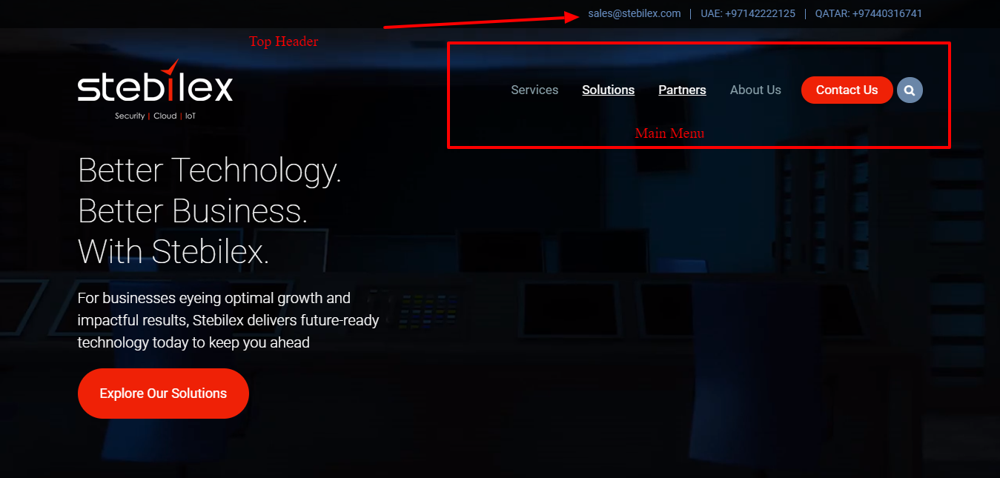 sales@stebilex.com | UAE: +97142222125 | QATAR: +97440316741
Top Header
stebilex
Security | Cloud | IoT
Services Solutions Partners About Us Contact Us
Main Menu
Better Technology.
Better Business.
With Stebilex.
For businesses eyeing optimal growth and
impactful results, Stebilex delivers future-ready
technology today to keep you ahead
Explore Our Solutions